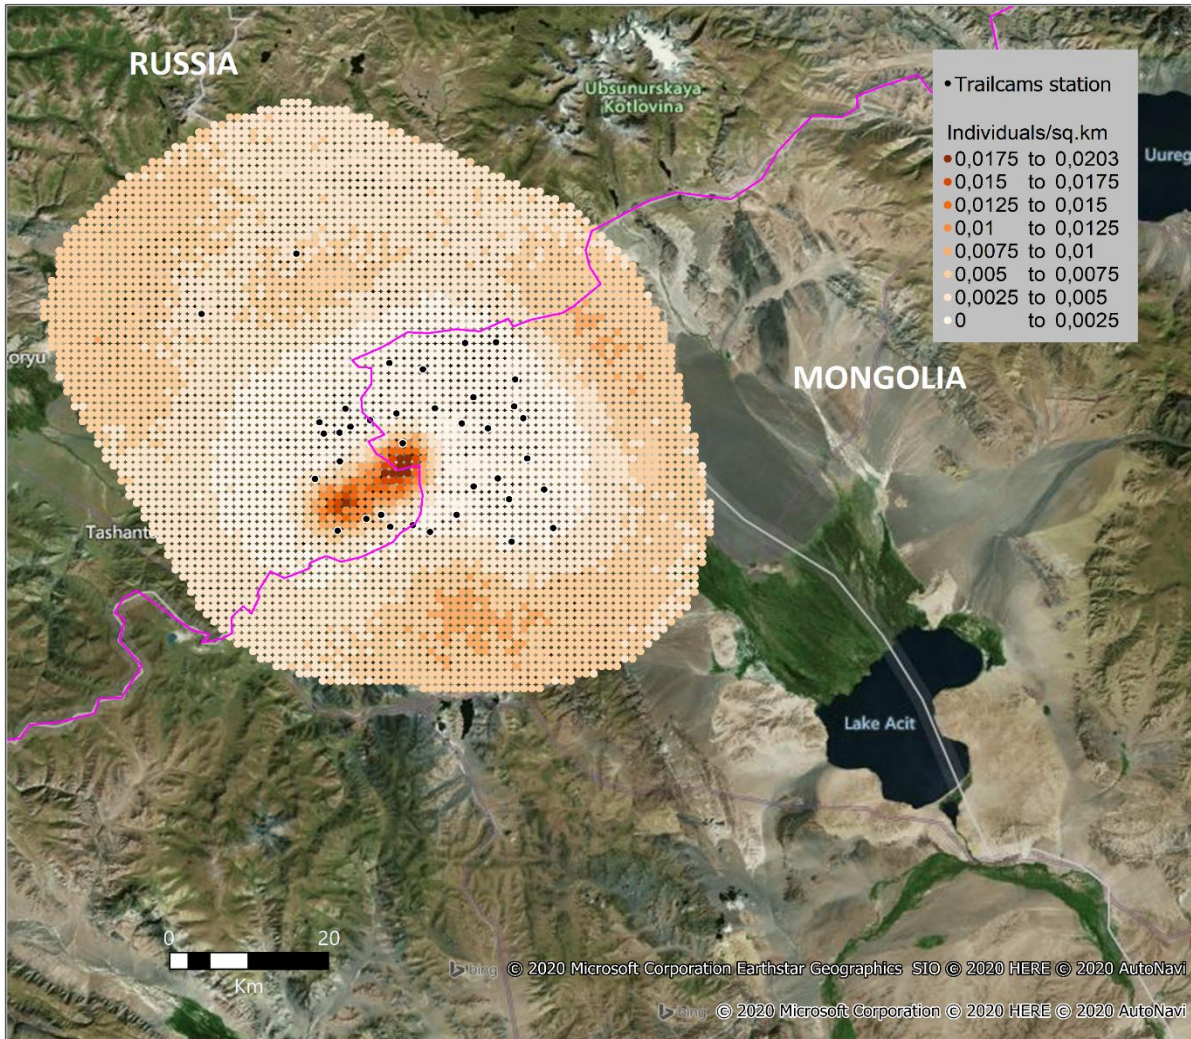 RUSSIA
Ubsunurskaya
Kotlovina
Trailcams station
Individuals/sq.km
0,0175 to 0,0203
0,015 to 0,0175
0,0125 to 0,015
0,01 to 0,0125
0,0075 to 0,01
0,005 to 0,0075
0,0025 to 0,005
0 to 0,0025
Uureg
oryu
MONGOLIA
Tashant
Lake Acit
0 20
Km
bing © 2020 Microsoft Corporation Earthstar Geographics SIO © 2020 HERE © 2020 AutoNavi
bing © 2020 Microsoft Corporation © 2020 HERE © 2020 AutoNavi